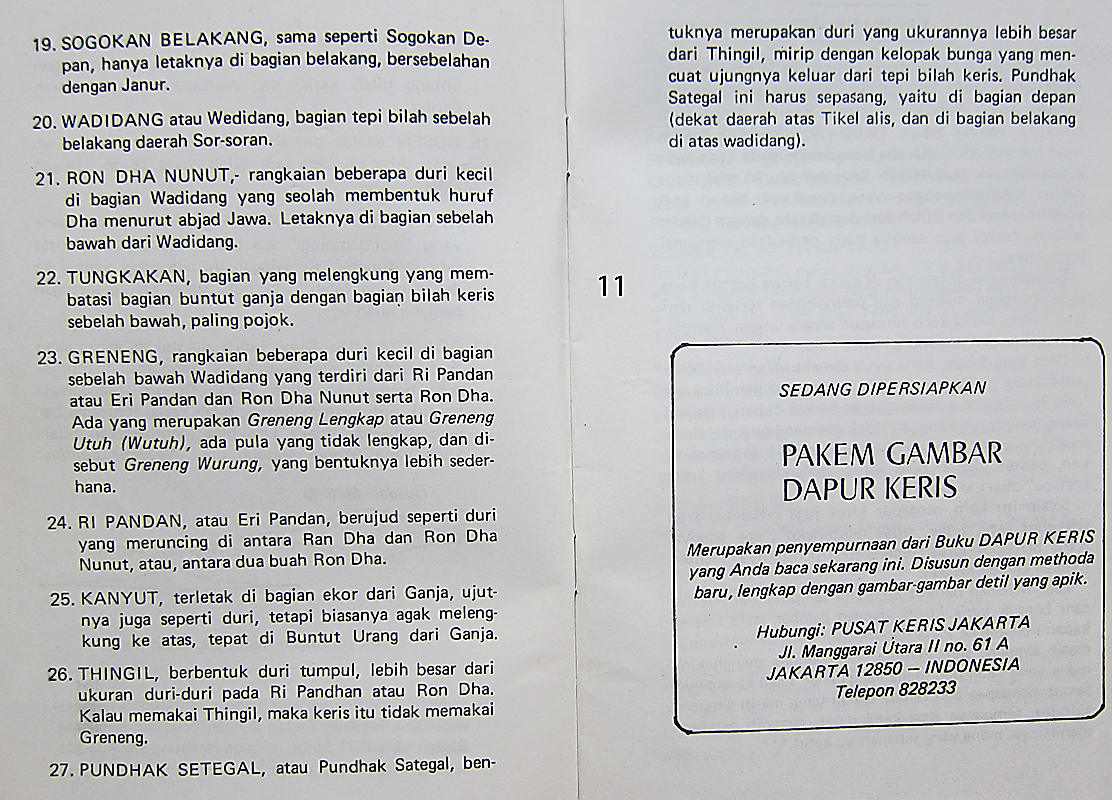 19. SOGOKAN BELAKANG, sama seperti Sogokan De-
pan, hanya letaknya di bagian belakang, bersebelahan
dengan Janur.
20. WADIDANG atau Wedidang, bagian tepi bilah sebelah
belakang daerah Sor-soran.
21. RON DHA NUNUT,- rangkaian beberapa duri kecil
di bagian Wadidang yang seolah membentuk huruf
Dha menurut abjad Jawa. Letaknya di bagian sebelah
bawah dari Wadidang.
22. TUNGKAKAN, bagian yang melengkung yang mem-
batasi bagian buntut ganja dengan bagian bilah keris
sebelah bawah, paling pojok.
23. GRENENG, rangkaian beberapa duri kecil di bagian
sebelah bawah Wadidang yang terdiri dari Ri Pandan
atau Eri Pandan dan Ron Dha Nunut serta Ron Dha.
Ada yang merupakan Greneng Lengkap atau Greneng
Utuh (Wutuh), ada pula yang tidak lengkap, dan di-
sebut Greneng Wurung, yang bentuknya lebih seder-
hana.
24. RI PANDAN, atau Eri Pandan, berujud seperti duri
yang meruncing di antara Ran Dha dan Ron Dha
Nunut, atau, antara dua buah Ron Dha.
25. KANYUT, terletak di bagian ekor dari Ganja, ujut-
nya juga seperti duri, tetapi biasanya agak meleng-
kung ke atas, tepat di Buntut Urang dari Ganja.
26. THINGIL, berbentuk duri tumpul, lebih besar dari
ukuran duri-duri pada Ri Pandhan atau Ron Dha.
Kalau memakai Thingil, maka keris itu tidak memakai
Greneng.
27. PUNDHAK SETEGAL, atau Pundhak Sategal, ben-
tuknya merupakan duri yang ukurannya lebih besar
dari Thingil, mirip dengan kelopak bunga yang men-
cuat ujungnya keluar dari tepi bilah keris. Pundhak
Sategal ini harus sepasang, yaitu di bagian depan
(dekat daerah atas Tikel alis, dan di bagian belakang
di atas wadidang).
11
SEDANG DIPERSIAPKAN
PAKEM GAMBAR
DAPUR KERIS
Merupakan penyempurnaan dari Buku DAPUR KERIS
yang Anda baca sekarang ini. Disusun dengan methoda
baru, lengkap dengan gambar-gambar detil yang apik.
Hubungi: PUSAT KERIS JAKARTA
Jl. Manggarai Utara II no. 61 A
JAKARTA 12850 – INDONESIA
Telepon 828233